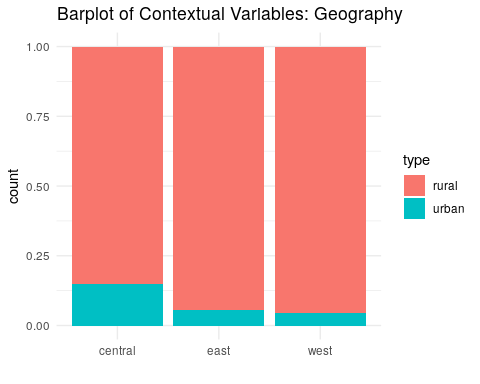 Barplot of Contextual Variables: Geography
1.00
0.75
0.50
0.25
0.00
count
central east west
type
rural
urban